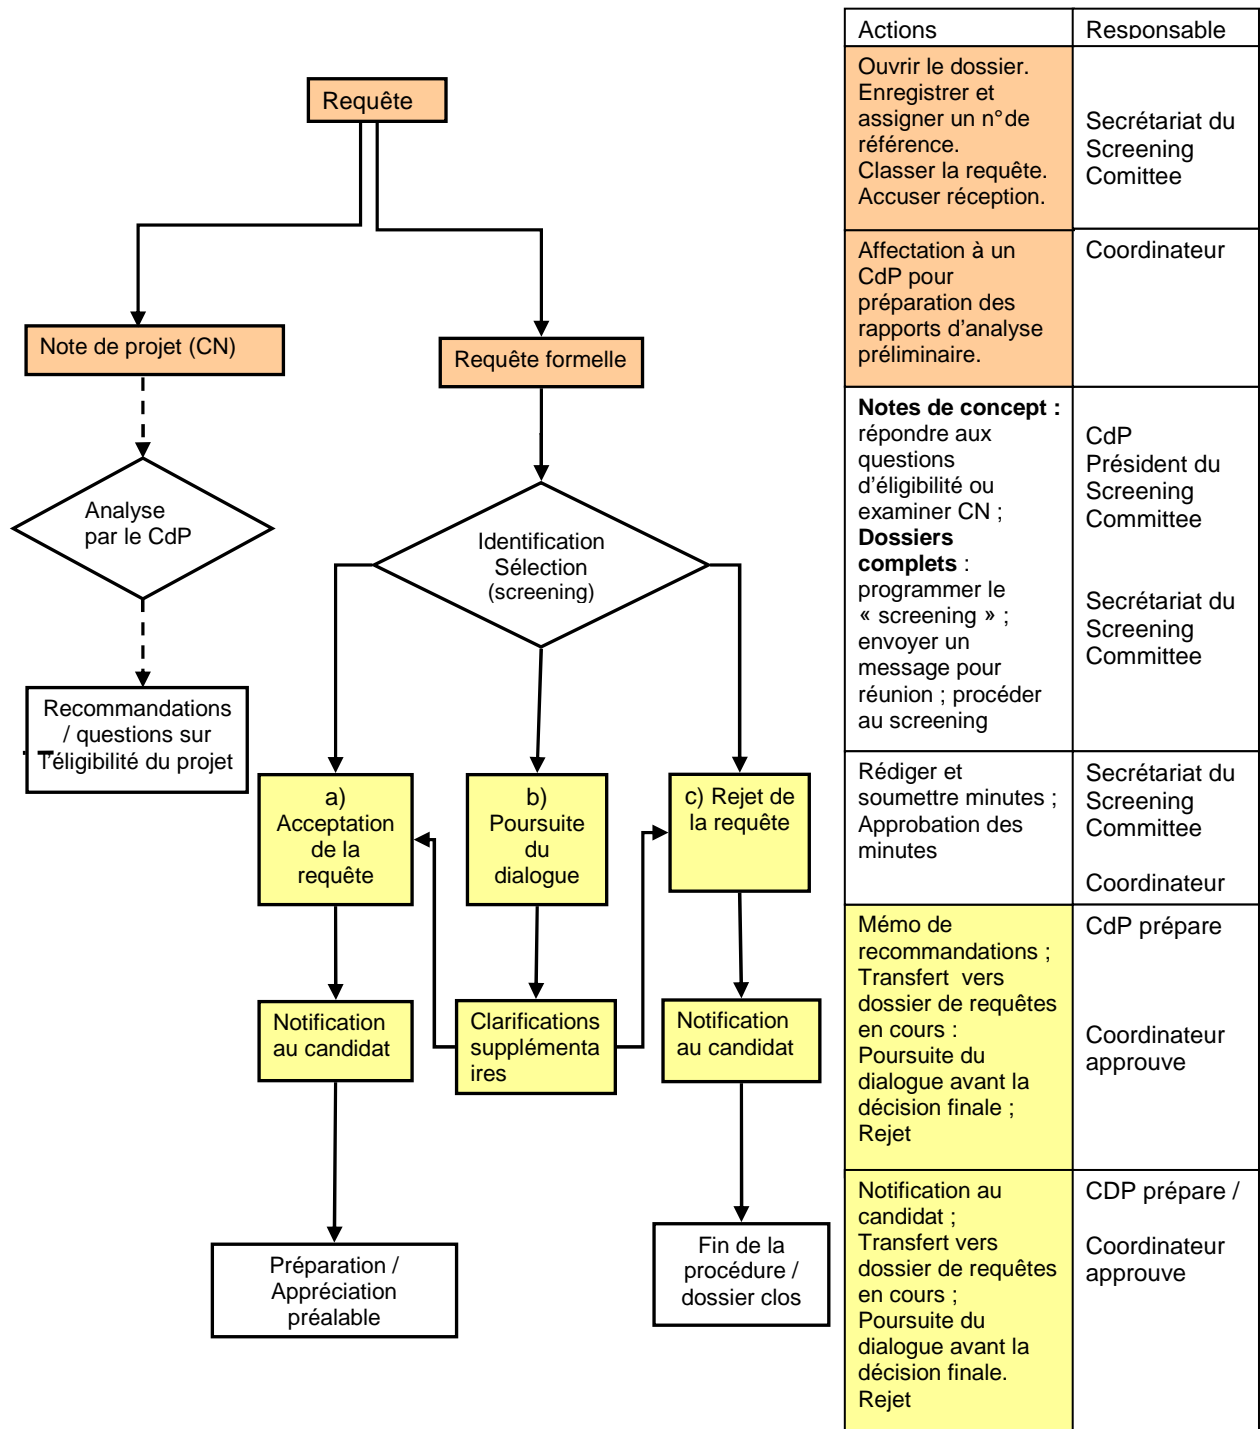 Requête
Note de projet (CN)
Requête formelle
Analyse
par le CdP
Identification
Sélection
(screening)
Recommandations
/ questions sur
l'éligibilité du projet
a)
Acceptation
de la
requête
b)
Poursuite
du
dialogue
c) Rejet de
la requête
Notification
au candidat
Clarifications
supplémenta
ires
Notification
au candidat
Préparation /
Appréciation
préalable
Fin de la
procédure /
dossier clos
Actions
Responsable
Ouvrir le dossier.
Enregistrer et
assigner un n° de
référence.
Classer la requête.
Accuser réception.
Secrétariat du
Screening
Comittee
Affectation à un
CdP pour
préparation des
rapports d'analyse
préliminaire.
Coordinateur
Notes de concept :
répondre aux
questions
d'éligibilité ou
examiner CN ;
Dossiers
complets :
programmer le
« screening » ;
envoyer un
message pour
réunion ; procéder
au screening
CdP
Président du
Screening
Committee
Secrétariat du
Screening
Committee
Rédiger et
soumettre minutes ;
Approbation des
minutes
Secrétariat du
Screening
Committee
Coordinateur
Mémo de
recommandations ;
Transfert vers
dossier de requêtes
en cours :
Poursuite du
dialogue avant la
décision finale ;
Rejet
CdP prépare
Coordinateur
approuve
Notification au
candidat ;
Transfert vers
dossier de requêtes
en cours ;
Poursuite du
dialogue avant la
décision finale.
Rejet
CDP prépare /
Coordinateur
approuve